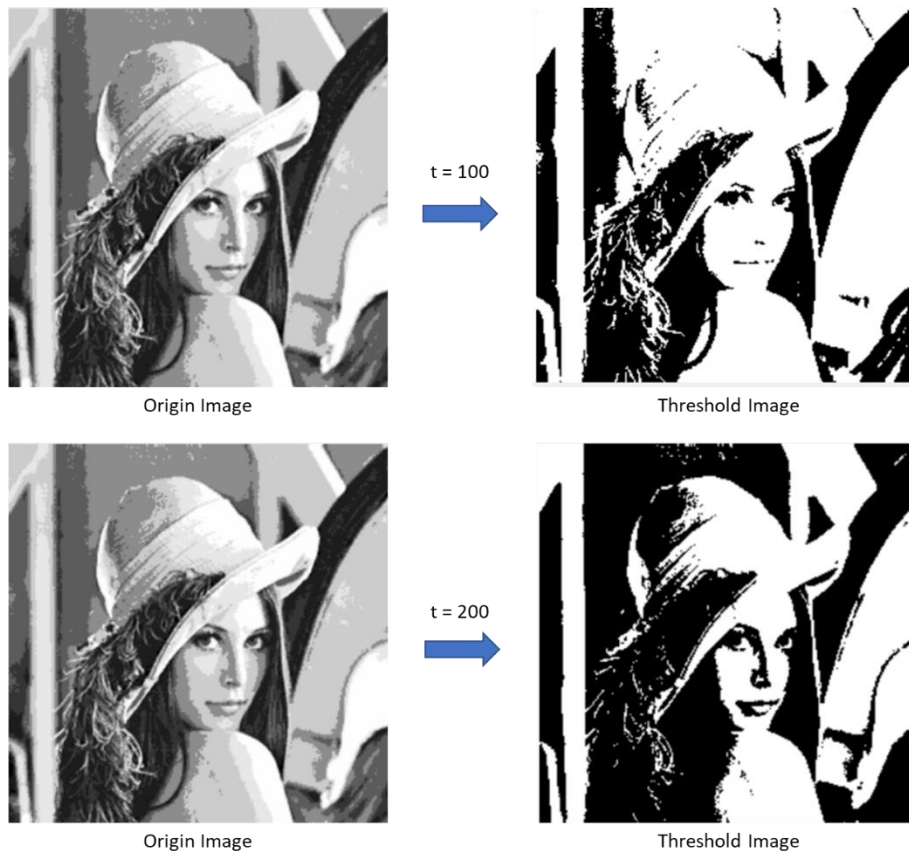 t = 100
Origin Image
Threshold Image
t = 200
Origin Image
Threshold Image